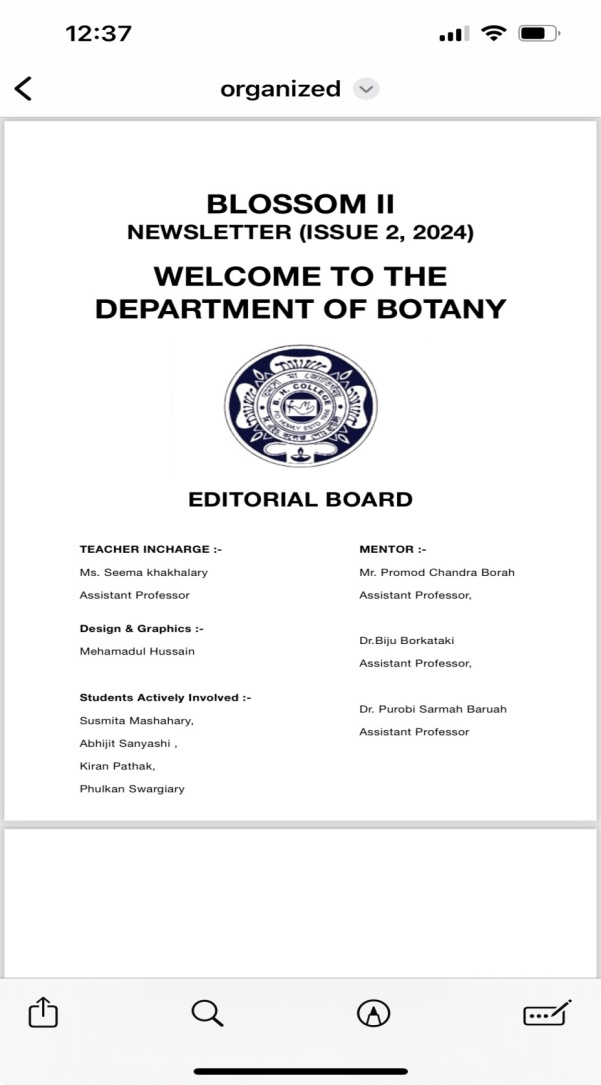 12:37
organized
BLOSSOM II
NEWSLETTER (ISSUE 2, 2024)
WELCOME TO THE
DEPARTMENT OF BOTANY
B. H. COLLEGE
EDITORIAL BOARD
TEACHER INCHARGE :-
Ms. Seema khakhalary
Assistant Professor
Design & Graphics :-
Mehamadul Hussain
Students Actively Involved :-
Susmita Mashahary,
Abhijit Sanyashi ,
Kiran Pathak,
Phulkan Swargiary
MENTOR :-
Mr. Promod Chandra Borah
Assistant Professor,
Dr.Biju Borkataki
Assistant Professor,
Dr. Purobi Sarmah Baruah
Assistant Professor